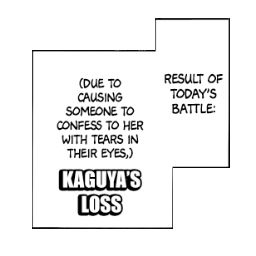 RESULT OF
TODAY'S
BATTLE:
(DUE TO
CAUSING
SOMEONE TO
CONFESS TO HER
WITH TEARS IN
THEIR EYES,)
KAGUYA'S
LOSS